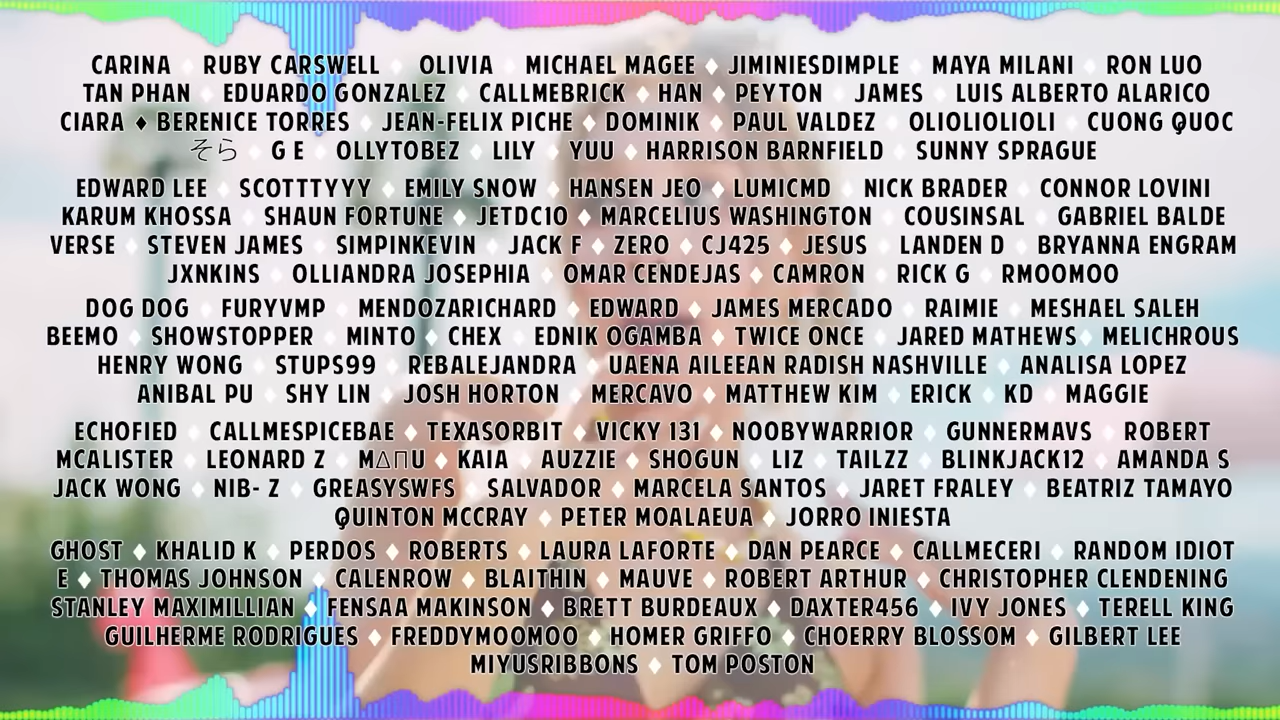 CARINA ♦ RUBY CARSWELL ♦ OLIVIA ♦ MICHAEL MAGEE ♦ JIMINIESDIMPLE ♦ MAYA MILANI ♦ RON LUO
TAN PHAN ♦ EDUARDO GONZALEZ ♦ CALLMEBRICK ♦ HAN ♦ PEYTON ♦ JAMES ♦ LUIS ALBERTO ALARICO
CIARA ♦ BERENICE TORRES ♦ JEAN-FELIX PICHE ♦ DOMINIK ♦ PAUL VALDEZ ♦ OLIOLIOLIOLI ♦ CUONG QUOC
そら ♦ G E ♦ OLLYTOBEZ ♦ LILY ♦ YUU ♦ HARRISON BARNFIELD ♦ SUNNY SPRAGUE
EDWARD LEE ♦ SCOTTTYYY ♦ EMILY SNOW ♦ HANSEN JEO ♦ LUMICMD ♦ NICK BRADER ♦ CONNOR LOVINI
KARUM KHOSSA ♦ SHAUN FORTUNE ♦ JETDC10 ♦ MARCELIUS WASHINGTON ♦ COUSINSAL ♦ GABRIEL BALDE
VERSE ♦ STEVEN JAMES ♦ SIMPINKEVIN ♦ JACK F ♦ ZERO ♦ CJ425 ♦ JESUS ♦ LANDEN D ♦ BRYANNA ENGRAM
JXNKINS ♦ OLLIANDRA JOSEPHIA ♦ OMAR CENDEJAS ♦ CAMRON ♦ RICK G ♦ RMOOMOO
DOG DOG ♦ FURYVMP ♦ MENDOZARICHARD ♦ EDWARD ♦ JAMES MERCADO ♦ RAIMIE ♦ MESHAEL SALEH
BEEMO ♦ SHOWSTOPPER ♦ MINTO ♦ CHEX ♦ EDNIK OGAMBA ♦ TWICE ONCE ♦ JARED MATHEWS ♦ MELICHROUS
HENRY WONG ♦ STUPS99 ♦ REBALEJANDRA ♦ UAENA AILEEAN RADISH NASHVILLE ♦ ANALISA LOPEZ
ANIBAL PU ♦ SHY LIN ♦ JOSH HORTON ♦ MERCAVO ♦ MATTHEW KIM ♦ ERICK ♦ KD ♦ MAGGIE
ECHOFIED ♦ CALLMESPICEBAE ♦ TEXASORBIT ♦ VICKY 131 ♦ NOOBYWARRIOR ♦ GUNNERMAVS ♦ ROBERT
MCALISTER ♦ LEONARD Z ♦ M△ΠU ♦ KAIA ♦ AUZZIE ♦ SHOGUN ♦ LIZ ♦ TAILZZ ♦ BLINKJACK12 ♦ AMANDA S
JACK WONG ♦ NIB- Z ♦ GREASYSWFS ♦ SALVADOR ♦ MARCELA SANTOS ♦ JARET FRALEY ♦ BEATRIZ TAMAYO
QUINTON MCCRAY ♦ PETER MOALAEUA ♦ JORRO INIESTA
GHOST ♦ KHALID K ♦ PERDOS ♦ ROBERTS ♦ LAURA LAFORTE ♦ DAN PEARCE ♦ CALLMECERI ♦ RANDOM IDIOT
E ♦ THOMAS JOHNSON ♦ CALENROW ♦ BLAITHIN ♦ MAUVE ♦ ROBERT ARTHUR ♦ CHRISTOPHER CLENDENING
STANLEY MAXIMILLIAN ♦ FENSAA MAKINSON ♦ BRETT BURDEAUX ♦ DAXTER456 ♦ IVY JONES ♦ TERELL KING
GUILHERME RODRIGUES ♦ FREDDYMOOMOO ♦ HOMER GRIFFO ♦ CHOERRY BLOSSOM ♦ GILBERT LEE
MIYUSRIBBONS ♦ TOM POSTON